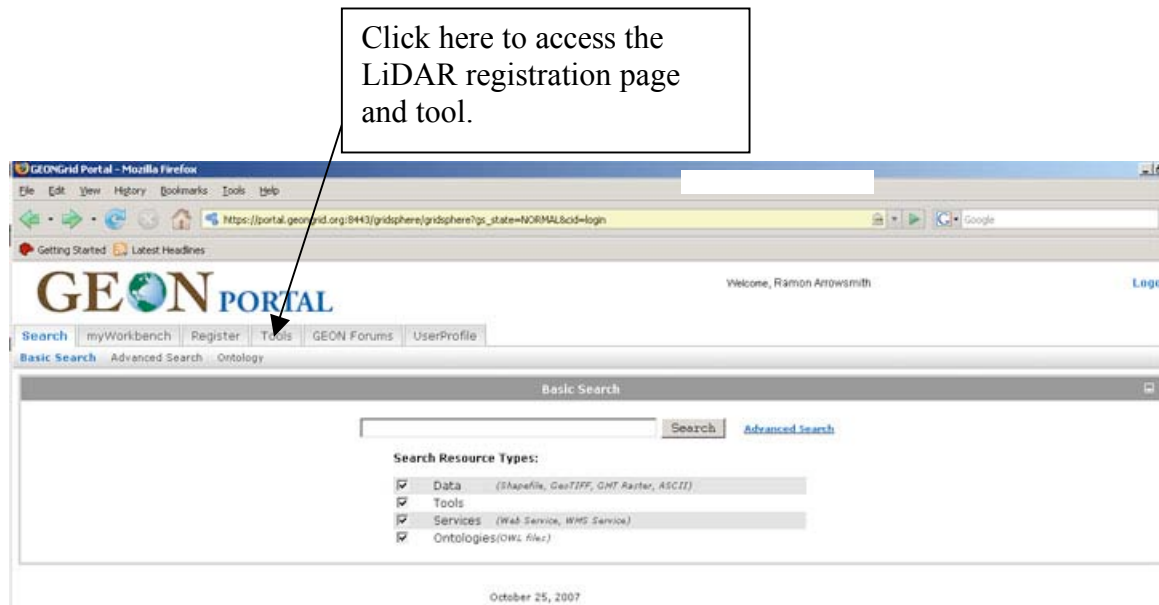 Click here to access the
LiDAR registration page
and tool.
GEONGrid Portal - Mozilla Firefox
File Edit View History Bookmarks Tools Help
https://portal.geongrid.org:8443/gridsphere/gridsphere?gs_state=NORMAL&cid=login
Google
Getting Started Latest Headlines
GEON PORTAL
Welcome, Ramon Arrowsmith
Logo
Search myWorkbench Register Tools GEON Forums UserProfile
Basic Search Advanced Search Ontology
Basic Search
Search Advanced Search
Search Resource Types:
Data (Shapefile, GeoTIFF, GMT Raster, ASCII)
Tools
Services (Web Service, WMS Service)
Ontologies(OWL files)
October 25, 2007